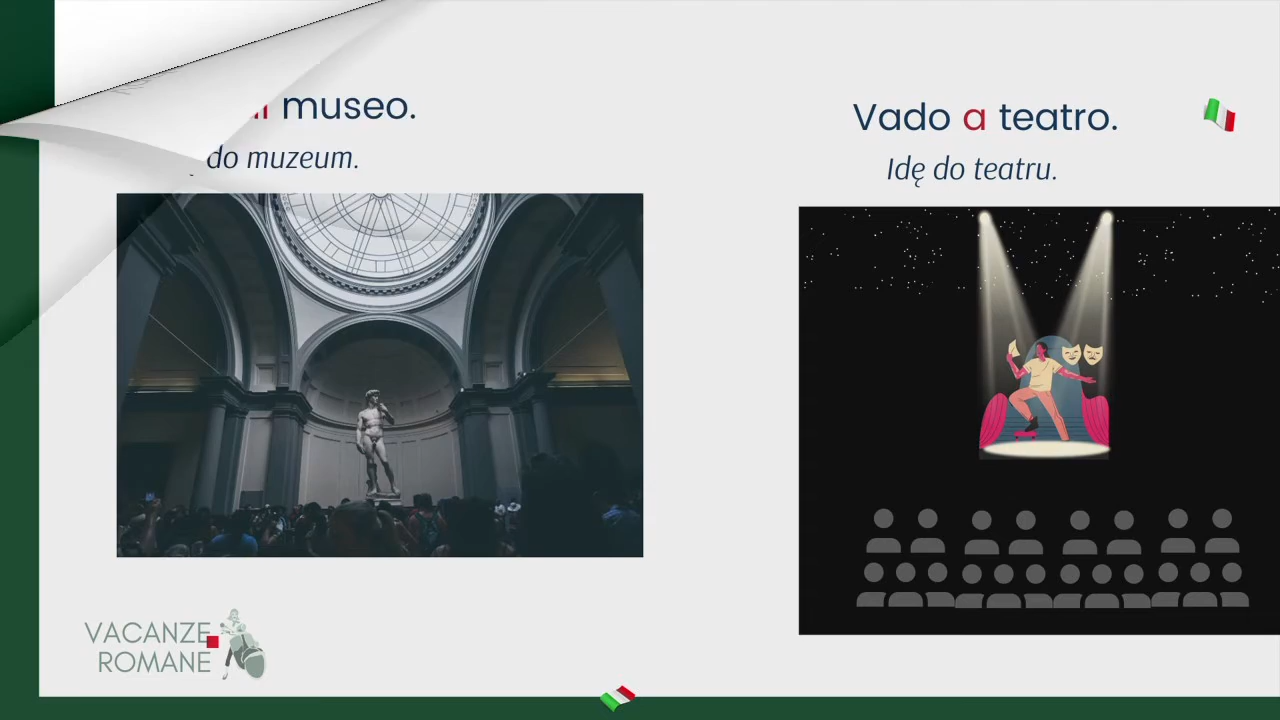 museo.
do muzeum.
Vado a teatro.
Idę do teatru.
VACANZE
ROMANE